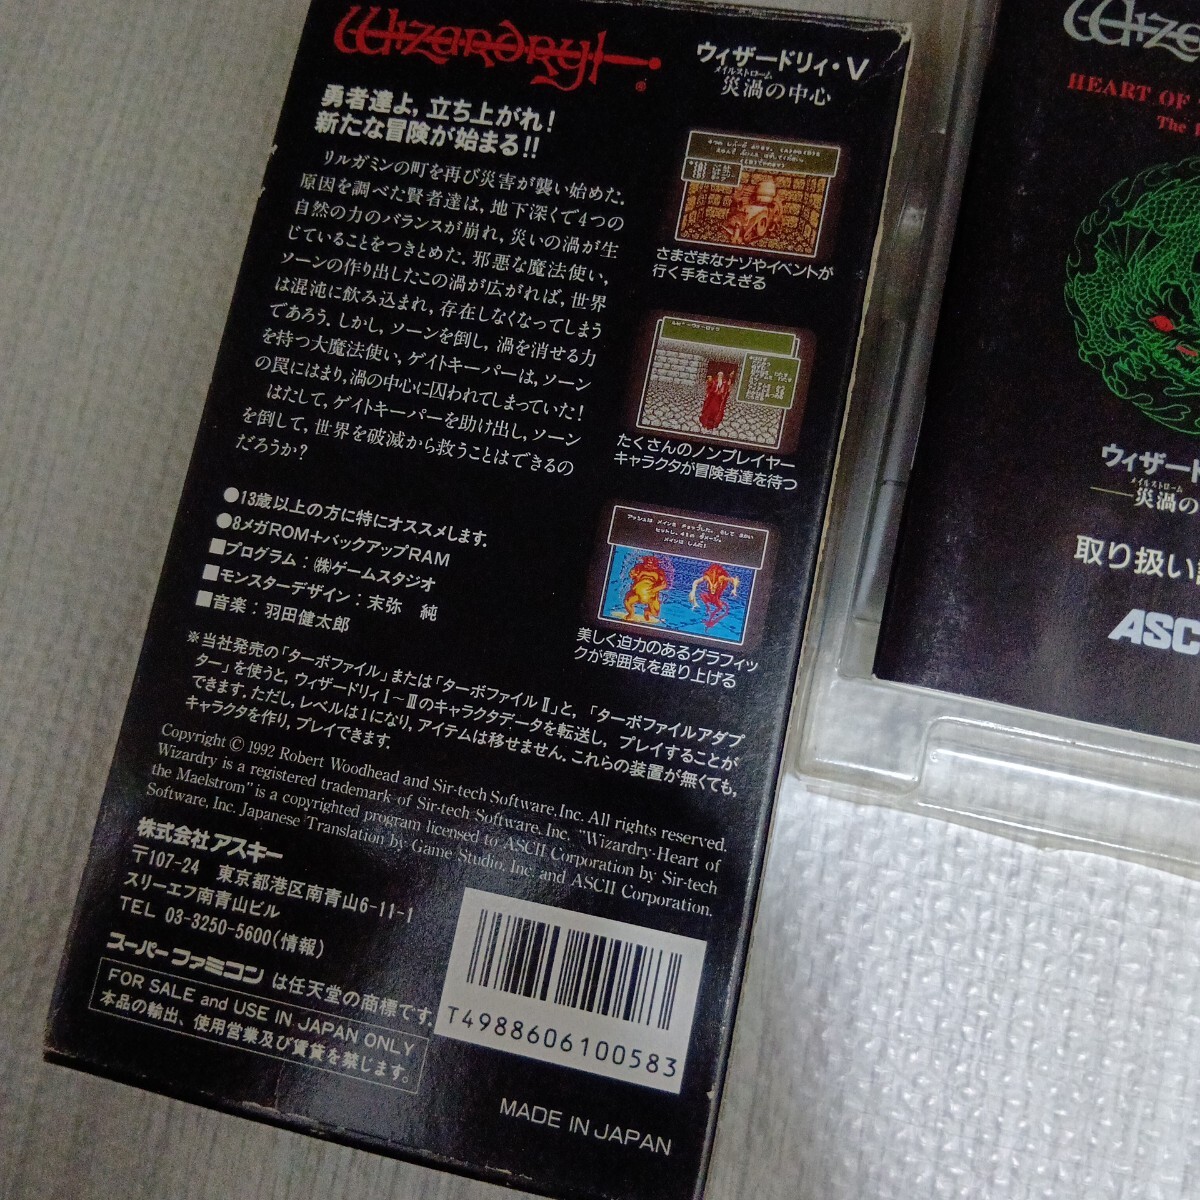 Wizardry
®
ウィザードリィ・V
メイルストローム
災渦の中心
勇者達よ,立ち上がれ!
新たな冒険が始まる!!
リルガミンの町を再び災害が襲い始めた.
原因を調べた賢者達は,地下深くで4つの
自然の力のバランスが崩れ,災いの渦が生
じていることをつきとめた.邪悪な魔法使い,
ソーンの作り出したこの渦が広がれば,世界
は混沌に飲み込まれ,存在しなくなってしまう
であろう.しかし,ソーンを倒し,渦を消せる力
を持つ大魔法使い,ゲイトキーパーは,ソーン
の罠にはまり,渦の中心に囚われてしまっていた!
はたして,ゲイトキーパーを助け出し,ソーン
を倒して,世界を破滅から救うことはできるの
だろうか?
さまざまなナゾやイベントが
行く手をさえぎる
たくさんのノンプレイヤー
キャラクタが冒険者達を待つ
美しく迫力のあるグラフィッ
クが雰囲気を盛り上げる
●13歳以上の方に特にオススメします.
●8メガROM+バックアップRAM
■プログラム:㈱ゲームスタジオ
■モンスターデザイン:末弥 純
■音楽:羽田健太郎
※当社発売の「ターボファイル」または「ターボファイルⅡ」と,「ターボファイルアダプ
ター」を使うと,ウィザードリィⅠ~Ⅲのキャラクタデータを転送し,プレイすることが
できます.ただし,レベルは1になり,アイテムは移せません.これらの装置が無くても,
キャラクタを作り,プレイできます.
Copyright © 1992 Robert Woodhead and Sir-tech Software, Inc. All rights reserved.
Wizardry is a registered trademark of Sir-tech Software, Inc. "Wizardry-Heart of
the Maelstrom" is a copyrighted program licensed to ASCII Corporation by Sir-tech
Software, Inc. Japanese Translation by Game Studio, Inc. and ASCII Corporation.
株式会社アスキー
〒107-24 東京都港区南青山6-11-1
スリーエフ南青山ビル
TEL 03-3250-5600(情報)
スーパーファミコン は任天堂の商標です.
FOR SALE and USE IN JAPAN ONLY
本品の輸出、使用営業及び賃貸を禁じます。
T4988606100583
MADE IN JAPAN
HEART OF
The
ウィザード
メイルストローム
災渦の
取り扱い
ASC